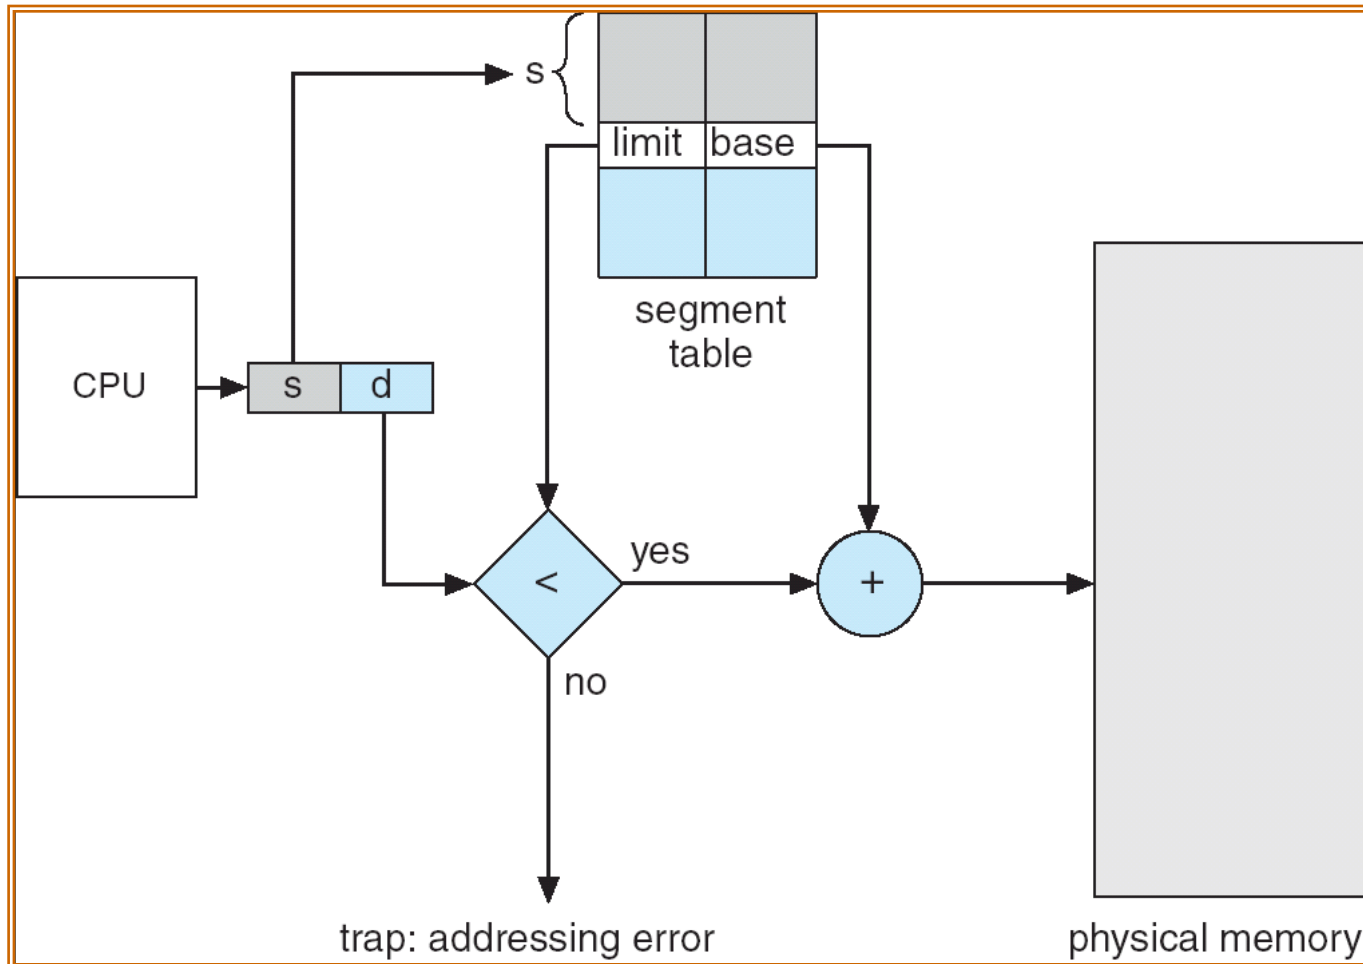 s
limit base
segment
table
CPU
s d
yes
<
+
no
trap: addressing error
physical memory